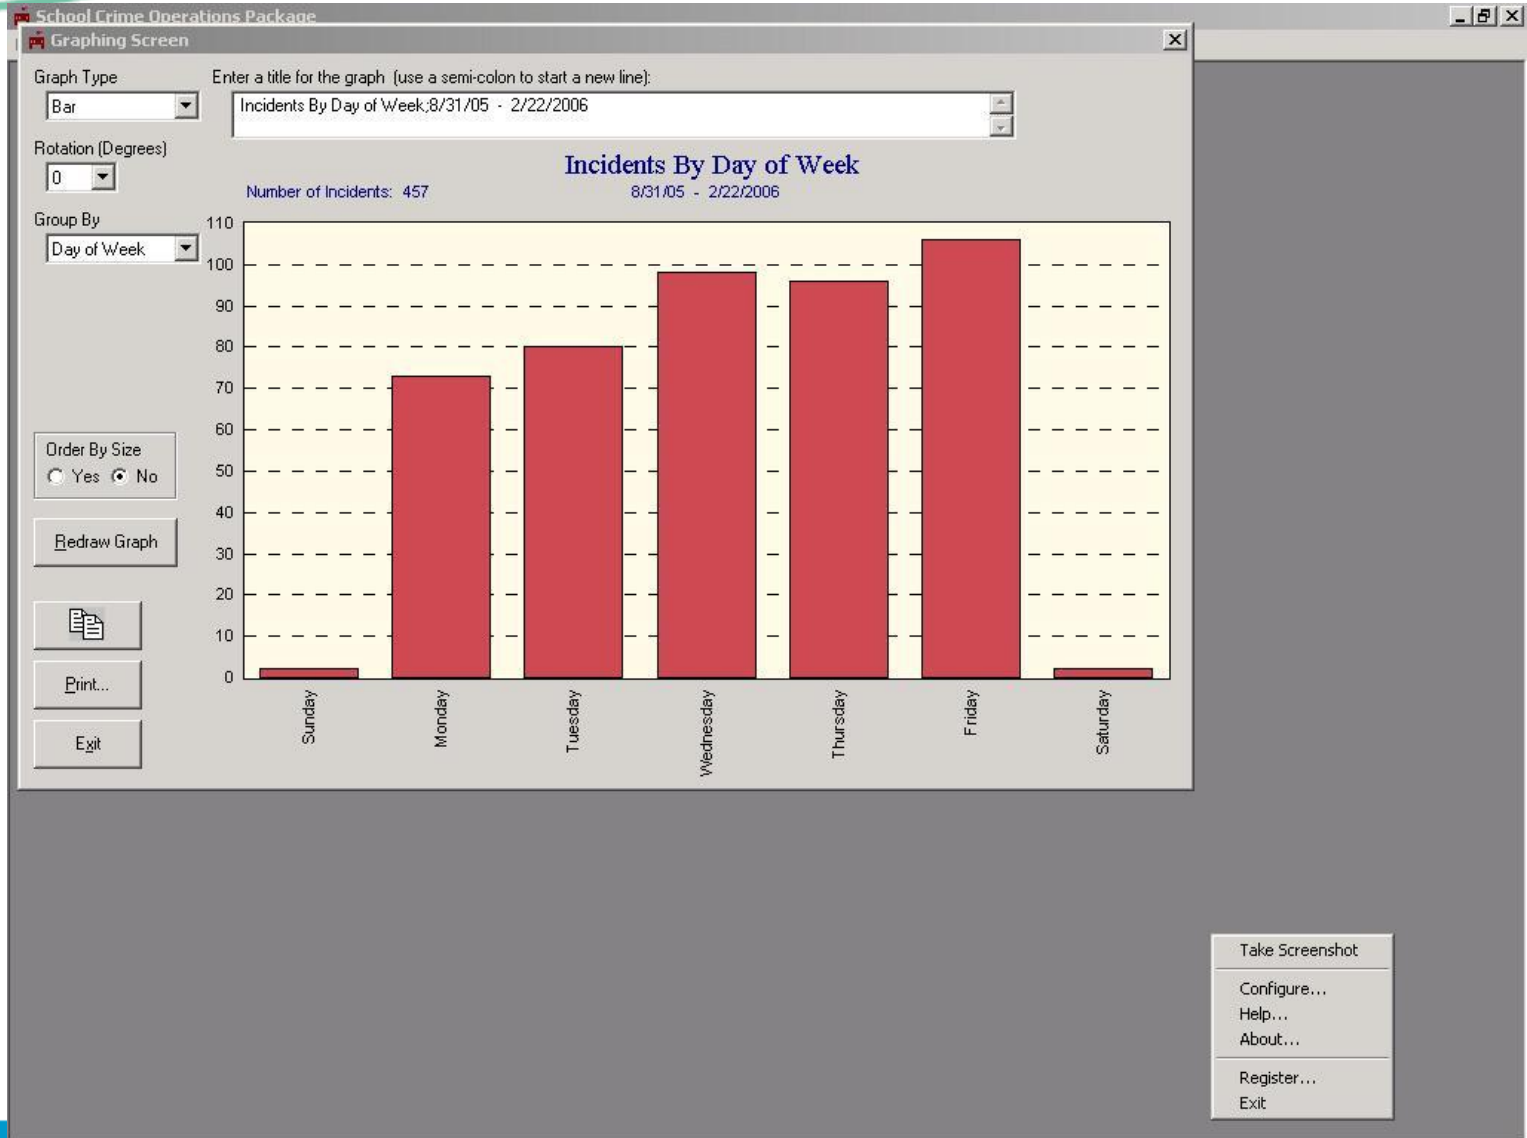 School Crime Operations Package
Graphing Screen
Graph Type
Enter a title for the graph (use a semi-colon to start a new line):
Bar
Incidents By Day of Week;8/31/05 - 2/22/2006
Rotation (Degrees)
0
Incidents By Day of Week
Number of Incidents: 457
8/31/05 - 2/22/2006
Group By
Day of Week
110
100
90
80
70
60
50
40
30
20
10
0
Order By Size
Yes No
Redraw Graph
Print...
Exit
Sunday
Monday
Tuesday
Wednesday
Thursday
Friday
Saturday
Take Screenshot
Configure...
Help...
About...
Register...
Exit